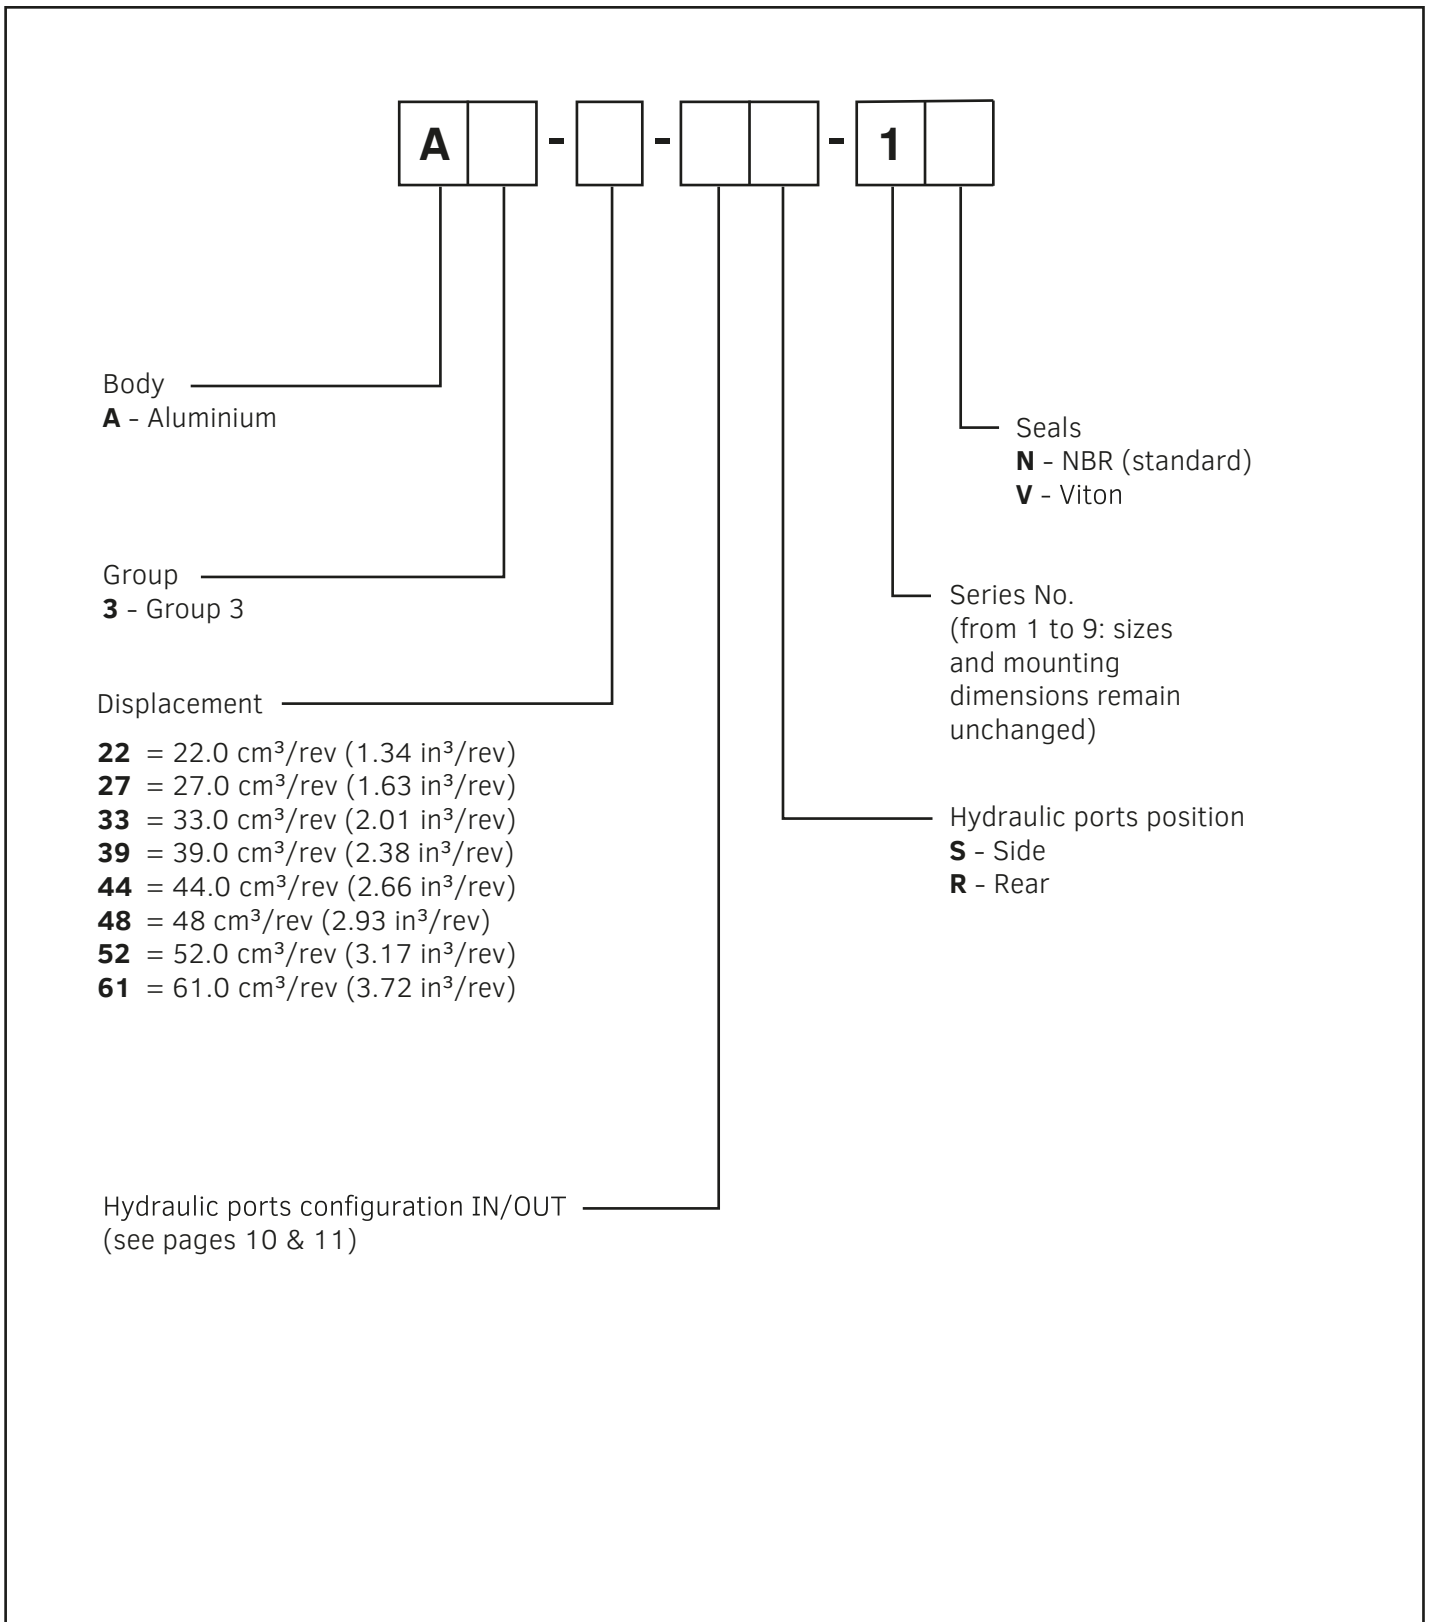 A - - - 1
Body
A - Aluminium
Seals
N - NBR (standard)
V - Viton
Group
3 - Group 3
Series No.
(from 1 to 9: sizes
and mounting
dimensions remain
unchanged)
Displacement
22 = 22.0 cm³/rev (1.34 in³/rev)
27 = 27.0 cm³/rev (1.63 in³/rev)
33 = 33.0 cm³/rev (2.01 in³/rev)
39 = 39.0 cm³/rev (2.38 in³/rev)
44 = 44.0 cm³/rev (2.66 in³/rev)
48 = 48 cm³/rev (2.93 in³/rev)
52 = 52.0 cm³/rev (3.17 in³/rev)
61 = 61.0 cm³/rev (3.72 in³/rev)
Hydraulic ports position
S - Side
R - Rear
Hydraulic ports configuration IN/OUT
(see pages 10 & 11)